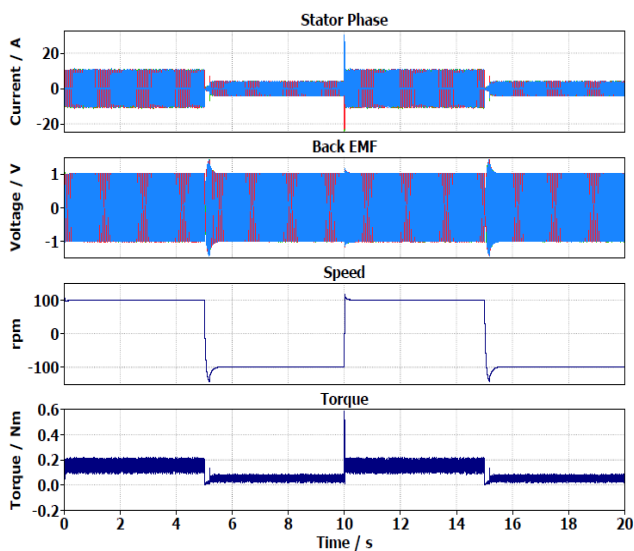 Stator Phase
Current / A
20
0
-20
Back EMF
Voltage / V
1
0
-1
Speed
rpm
100
0
-100
Torque
Torque / Nm
0.6
0.4
0.2
0.0
-0.2
0 2 4 6 8 10 12 14 16 18 20
Time / s